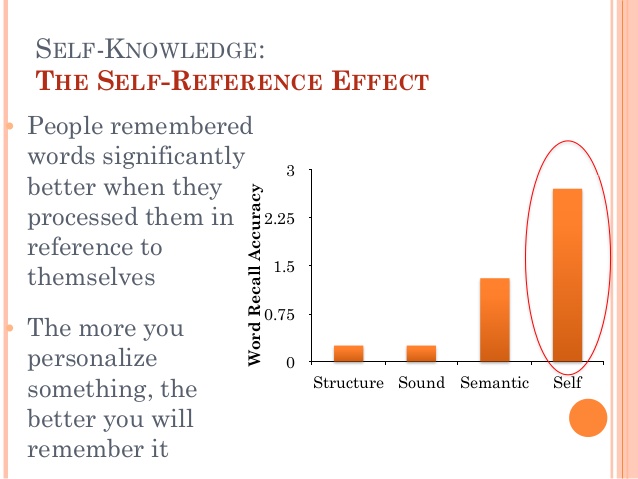 Self-Knowledge:
The Self-Reference Effect
• People remembered
words significantly
better when they
processed them in
reference to
themselves
• The more you
personalize
something, the
better you will
remember it
Word Recall Accuracy
3
2.25
1.5
0.75
0
Structure Sound Semantic Self